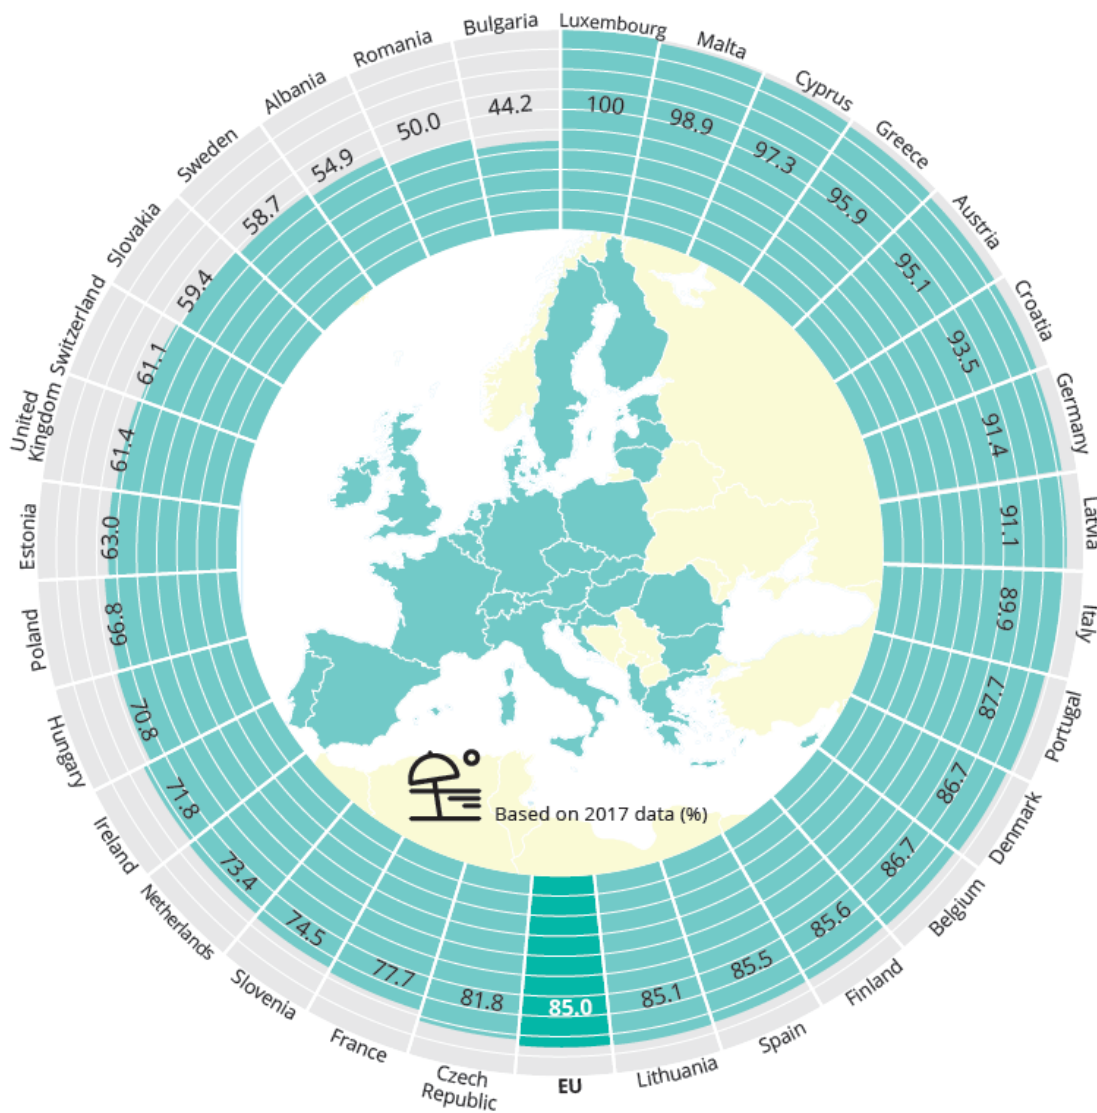 Luxembourg
100
Malta
98.9
Cyprus
97.3
Greece
95.9
Austria
95.1
Croatia
93.5
Germany
91.4
Latvia
91.1
Italy
89.9
Portugal
87.7
Denmark
86.7
Belgium
86.7
Finland
85.6
Spain
85.5
Lithuania
85.1
EU
85.0
Czech
Republic
81.8
France
77.7
Slovenia
74.5
Netherlands
73.4
Ireland
71.8
Hungary
70.8
Poland
69.8
Estonia
63.0
United
Kingdom
61.4
Switzerland
61.1
Slovakia
59.4
Sweden
58.7
Albania
54.9
Romania
50.0
Bulgaria
44.2
Based on 2017 data (%)